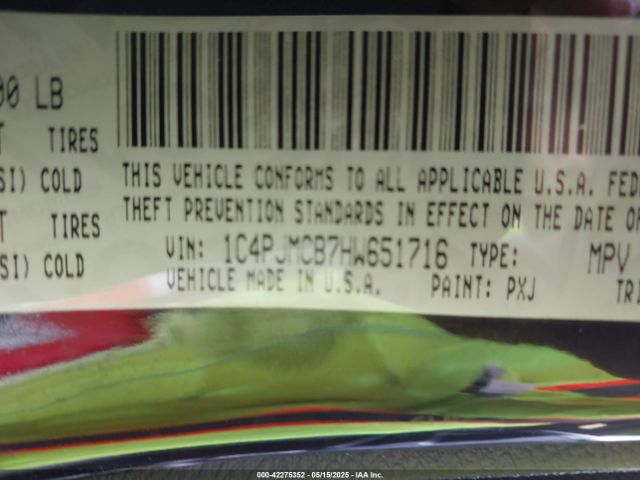 00 LB
T TIRES
SI) COLD
T TIRES
SI) COLD
THIS VEHICLE CONFORMS TO ALL APPLICABLE U.S.A. FEDE
THEFT PREVENTION STANDARDS IN EFFECT ON THE DATE OF
VIN: 1C4PJMCB7HW651716 TYPE: MPV
VEHICLE MADE IN U.S.A. PAINT: PXJ TRI
000-42275352 05/15/2025 - IAA Inc.